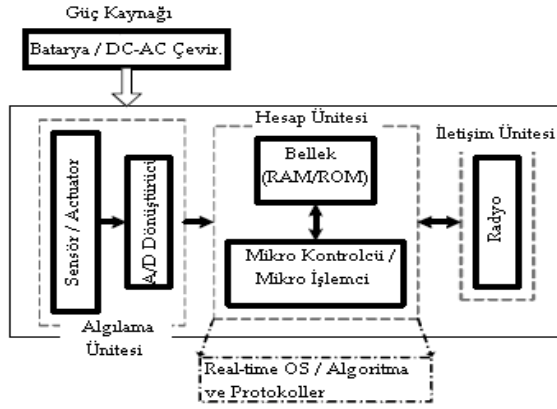 Güç Kaynağı
Batarya / DC-AC Çevir.
Hesap Ünitesi
İletişim Ünitesi
Sensör / Actuator
A/D Dönüştürücü
Bellek
(RAM/ROM)
Mikro Kontrolcü /
Mikro İşlemci
Radyo
Algılama
Ünitesi
Real-time OS / Algoritma
ve Protokoller